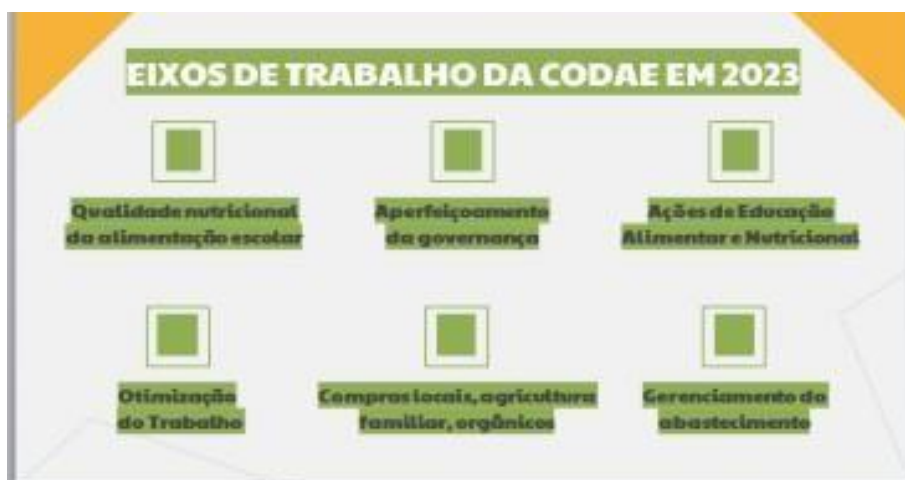 EIXOS DE TRABALHO DA CODAE EM 2023
Qualidade nutricional
da alimentação escolar
Aperfeiçoamento
da governança
Ações de Educação
Alimentar e Nutricional
Otimização
do Trabalho
Compras locais, agricultura
familiar, orgânicos
Gerenciamento do
abastecimento